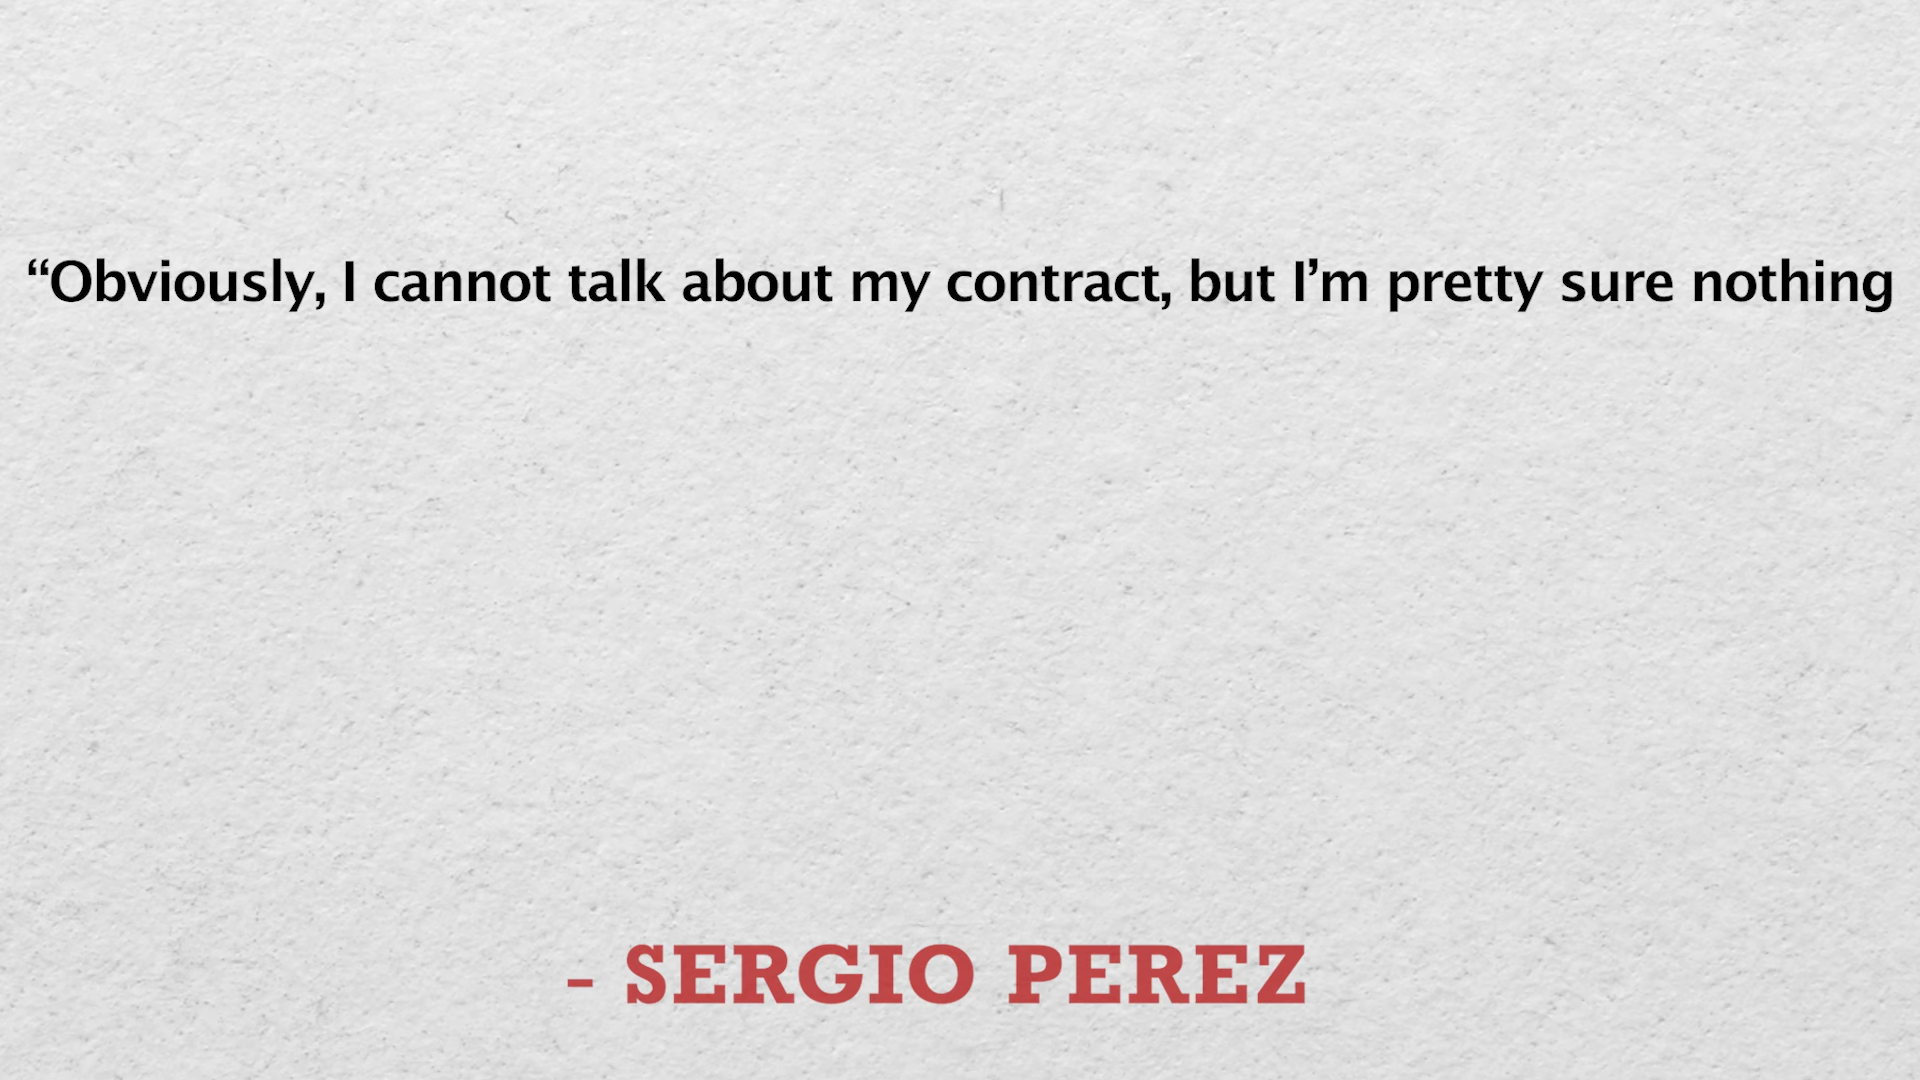 “Obviously, I cannot talk about my contract, but I’m pretty sure nothing
- SERGIO PEREZ